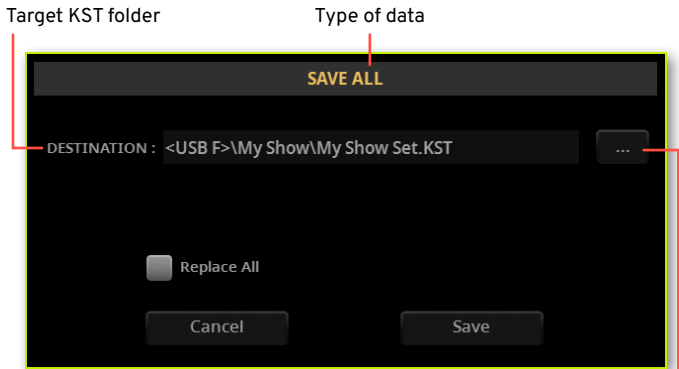 Target KST folder
Type of data
SAVE ALL
DESTINATION : <USB F>\My Show\My Show Set.KST ...
Replace All
Cancel Save